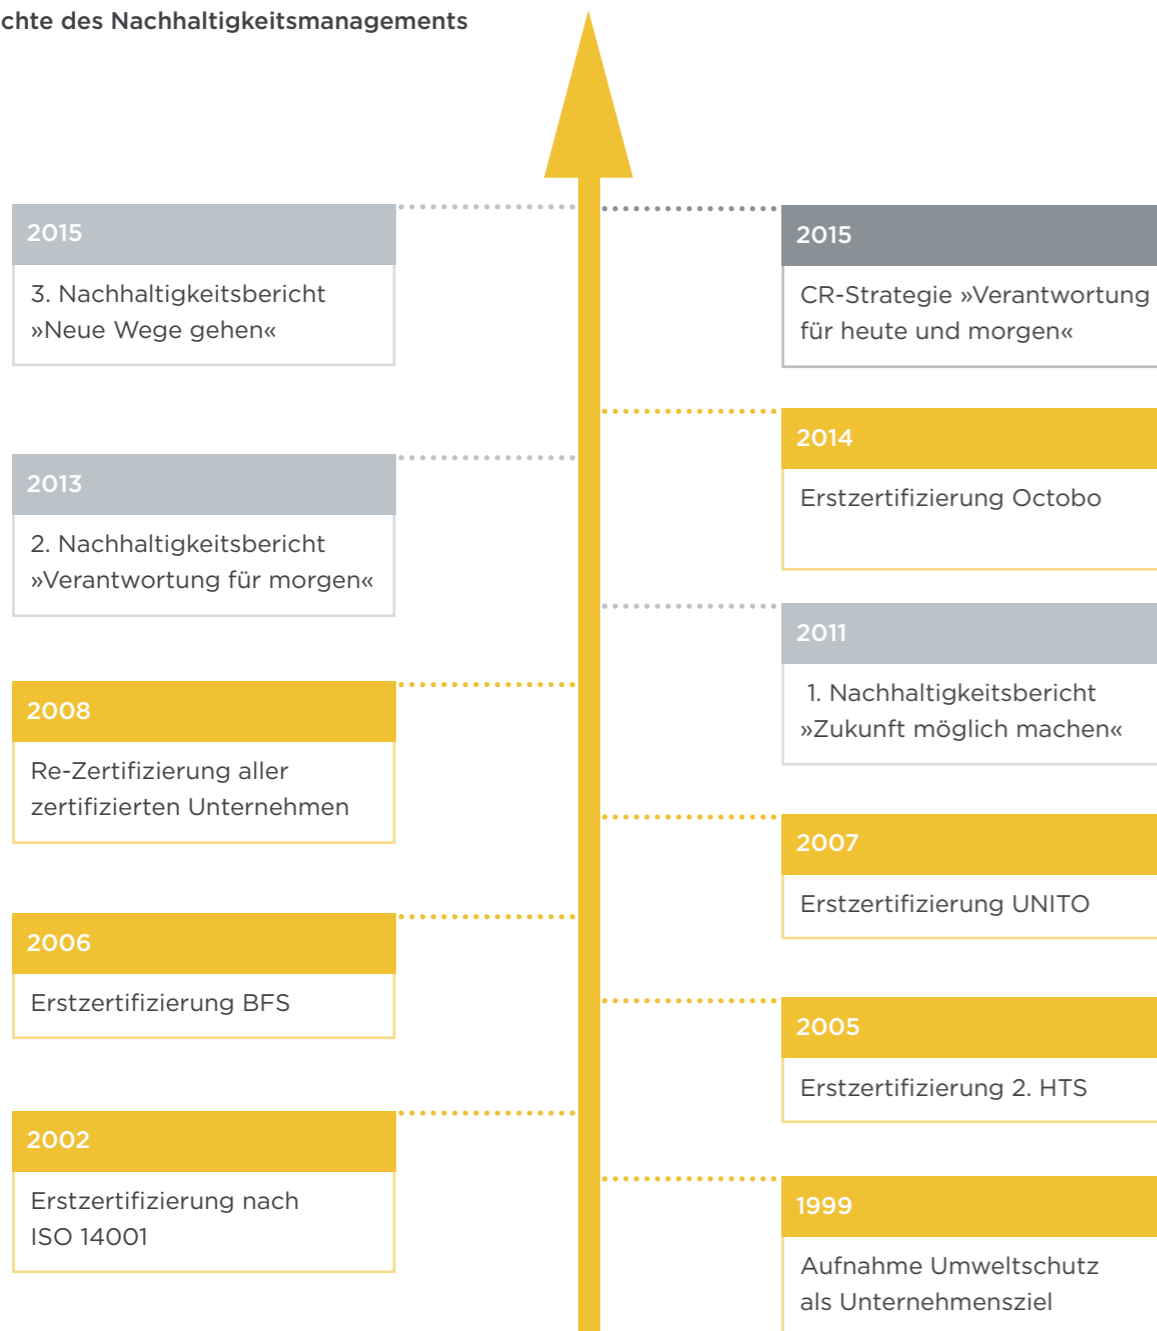 chte des Nachhaltigkeitsmanagements
2015
3. Nachhaltigkeitsbericht
»Neue Wege gehen«
2015
CR-Strategie »Verantwortung
für heute und morgen«
2014
Erstzertifizierung Octobo
2013
2. Nachhaltigkeitsbericht
»Verantwortung für morgen«
2011
1. Nachhaltigkeitsbericht
»Zukunft möglich machen«
2008
Re-Zertifizierung aller
zertifizierten Unternehmen
2007
Erstzertifizierung UNITO
2006
Erstzertifizierung BFS
2005
Erstzertifizierung 2. HTS
2002
Erstzertifizierung nach
ISO 14001
1999
Aufnahme Umweltschutz
als Unternehmensziel